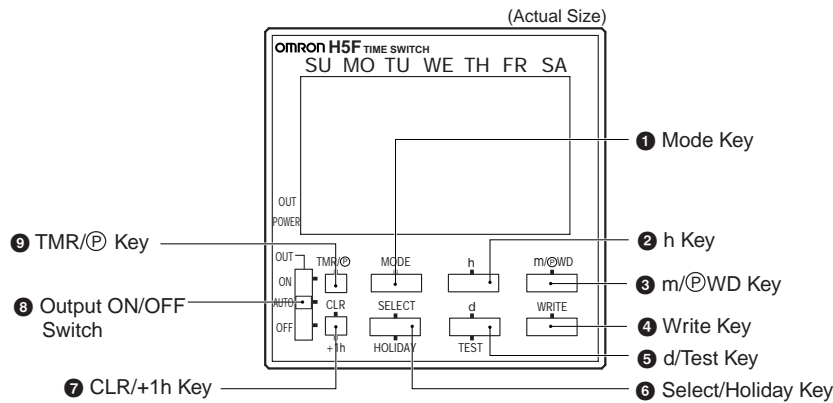 (Actual Size)
OMRON H5F TIME SWITCH
SU MO TU WE TH FR SA
❶ Mode Key
OUT
POWER
❾ TMR/Ⓟ Key
❷ h Key
OUT
TMR/Ⓟ MODE h m/ⓅWD
ON
❸ m/ⓅWD Key
❽ Output ON/OFF
Switch
AUTO
CLR SELECT d WRITE
❹ Write Key
OFF
+1h HOLIDAY TEST
❺ d/Test Key
❼ CLR/+1h Key
❻ Select/Holiday Key